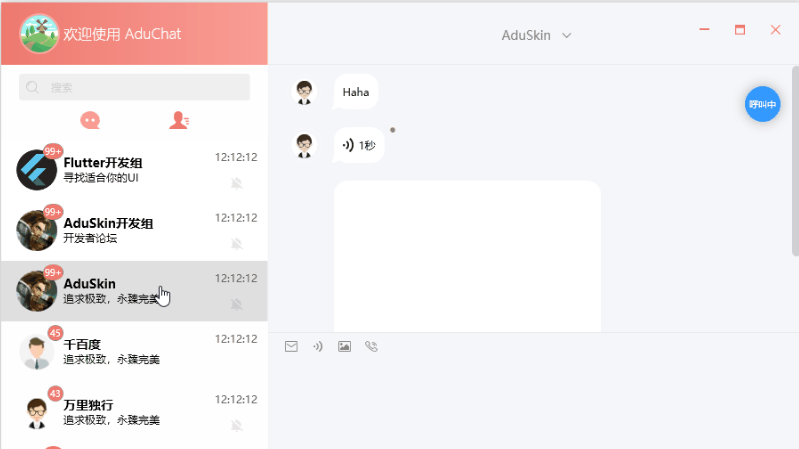 欢迎使用 AduChat
AduSkin
搜索
99+
Flutter开发组
12:12:12
寻找适合你的UI
99+
AduSkin开发组
12:12:12
开发者论坛
99+
AduSkin
12:12:12
追求极致，永臻完美
45
千百度
12:12:12
追求极致，永臻完美
43
万里独行
12:12:12
追求极致，永臻完美
Haha
1秒
呼叫中